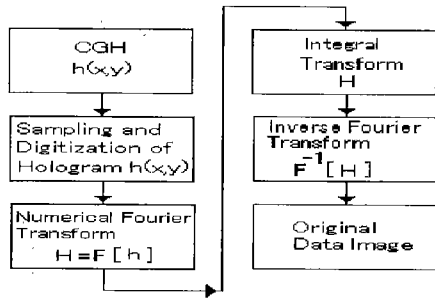 CGH
h(x,y)
Sampling and
Digitization of
Hologram h(x,y)
Numerical Fourier
Transform
H = F [ h ]
Integral
Transform
H
Inverse Fourier
Transform
F⁻¹ [ H ]
Original
Data Image